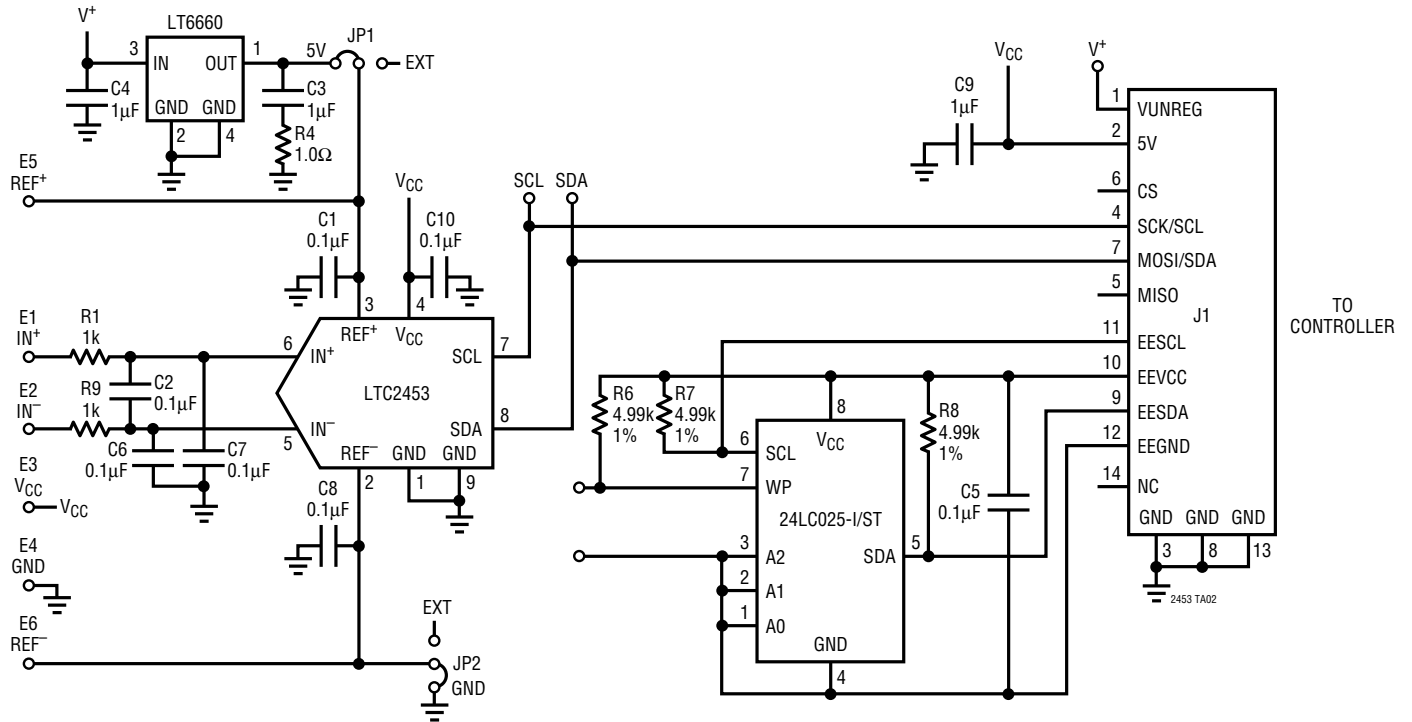 V+
LT6660
3
IN
OUT
1
5V
JP1
EXT
C4
1µF
GND
GND
2
4
C3
1µF
R4
1.0Ω
E5
REF+
C1
0.1µF
VCC
C10
0.1µF
3
4
REF+
VCC
E1
IN+
R1
1k
6
IN+
SCL
7
C2
0.1µF
LTC2453
E2
IN−
R9
1k
5
IN−
SDA
8
C6
0.1µF
C7
0.1µF
REF−
GND
GND
2
1
9
E3
VCC
VCC
C8
0.1µF
E4
GND
E6
REF−
EXT
JP2
GND
SCL
SDA
VCC
V+
C9
1µF
1
VUNREG
2
5V
6
CS
4
SCK/SCL
7
MOSI/SDA
5
MISO
J1
11
EESCL
10
EEVCC
9
EESDA
12
EEGND
14
NC
GND
GND
GND
3
8
13
TO
CONTROLLER
R6
4.99k
1%
R7
4.99k
1%
8
VCC
R8
4.99k
1%
6
SCL
7
WP
24LC025-I/ST
C5
0.1µF
3
A2
SDA
5
2
A1
1
A0
GND
4
2453 TA02